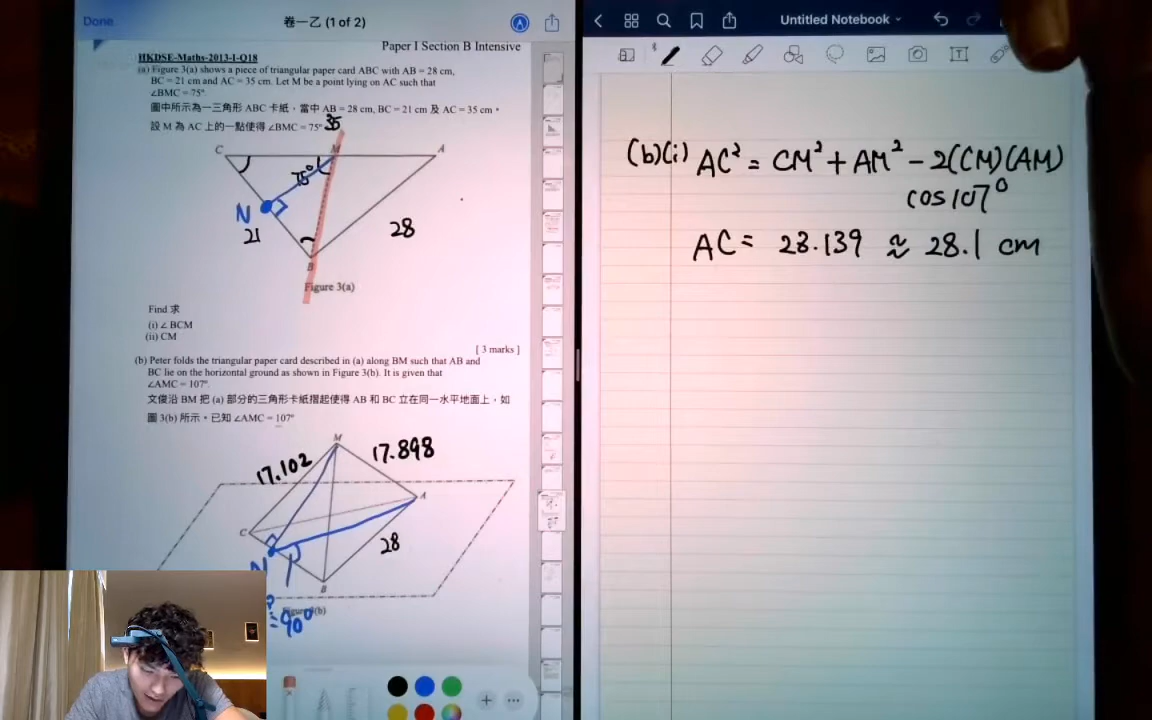 Done
卷一乙 (1 of 2)
Paper I Section B Intensive
HKDSE-Maths-2013-I-Q18
(a) Figure 3(a) shows a piece of triangular paper card ABC with AB = 28 cm,
BC = 21 cm and AC = 35 cm. Let M be a point lying on AC such that
∠BMC = 75°
圖中所示為一三角形 ABC 卡紙，當中 AB = 28 cm, BC = 21 cm 及 AC = 35 cm。
設 M 為 AC 上的一點使得 ∠BMC = 75°
35
C
M
A
75°
N
21
28
B
Figure 3(a)
Find 求
(i) ∠ BCM
(ii) CM
[ 3 marks ]
(b) Peter folds the triangular paper card described in (a) along BM such that AB and
BC lie on the horizontal ground as shown in Figure 3(b). It is given that
∠AMC = 107°
文俊沿 BM 把 (a) 部分的三角形卡紙摺起使得 AB 和 BC 立在同一水平地面上，如
圖 3(b) 所示。已知 ∠AMC = 107°
M
17.102
17.898
A
C
28
N
B
?
= 90°
Untitled Notebook
(b)(i) AC² = CM² + AM² − 2(CM)(AM)
cos 107°
AC = 28.139 ≈ 28.1 cm